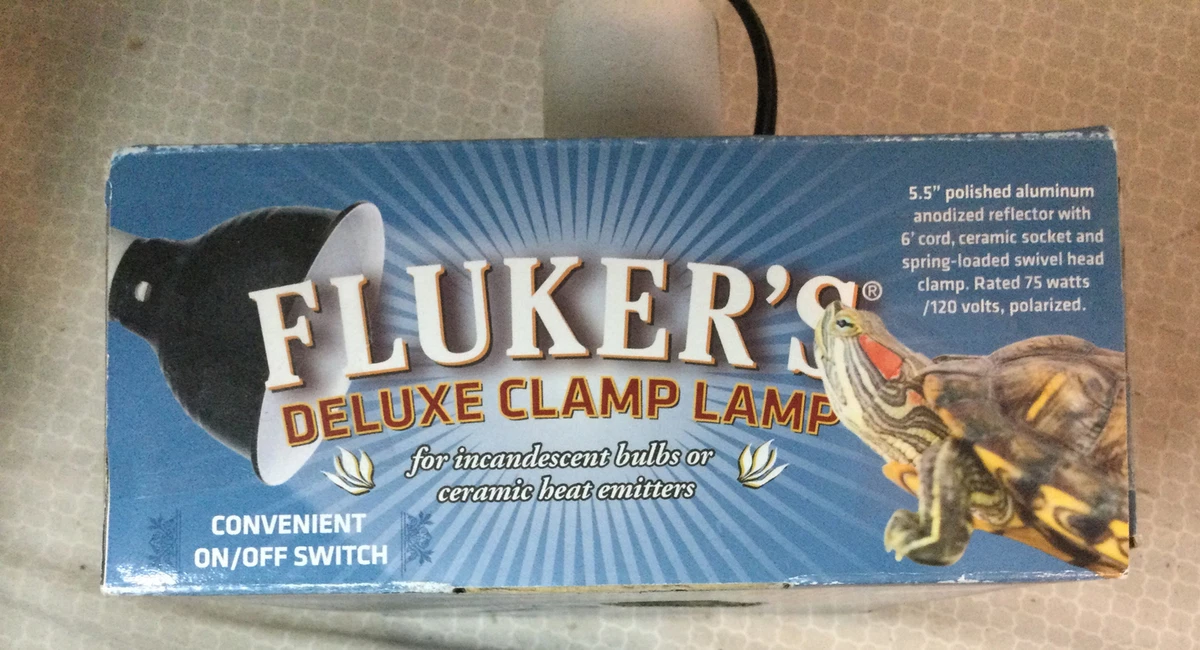 FLUKER'S®
DELUXE CLAMP LAMP
for incandescent bulbs or
ceramic heat emitters
CONVENIENT
ON/OFF SWITCH
5.5” polished aluminum
anodized reflector with
6’ cord, ceramic socket and
spring-loaded swivel head
clamp. Rated 75 watts
/120 volts, polarized.